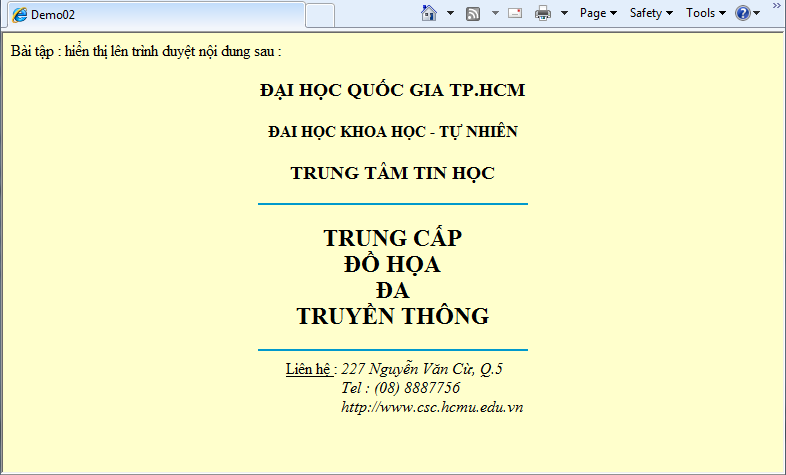 Demo02
Page
Safety
Tools
Bài tập : hiển thị lên trình duyệt nội dung sau :
ĐẠI HỌC QUỐC GIA TP.HCM
ĐAI HỌC KHOA HỌC - TỰ NHIÊN
TRUNG TÂM TIN HỌC
TRUNG CẤP
ĐỒ HỌA
ĐA
TRUYỀN THÔNG
Liên hệ : 227 Nguyễn Văn Cừ, Q.5
Tel : (08) 8887756
http://www.csc.hcmu.edu.vn